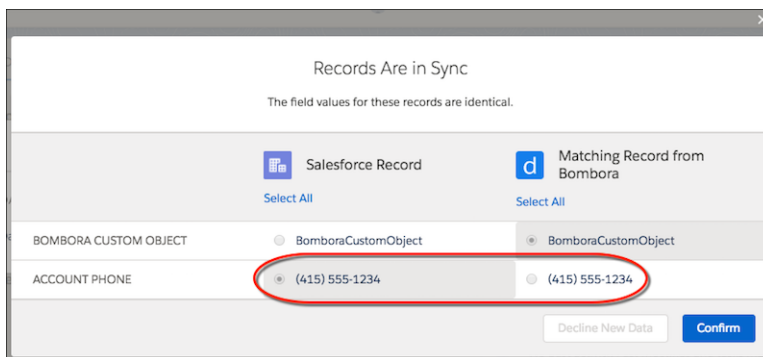 Records Are in Sync
The field values for these records are identical.
Salesforce Record
Matching Record from
Bombora
Select All
Select All
BOMBORA CUSTOM OBJECT
BomboraCustomObject
BomboraCustomObject
ACCOUNT PHONE
(415) 555-1234
(415) 555-1234
Decline New Data
Confirm